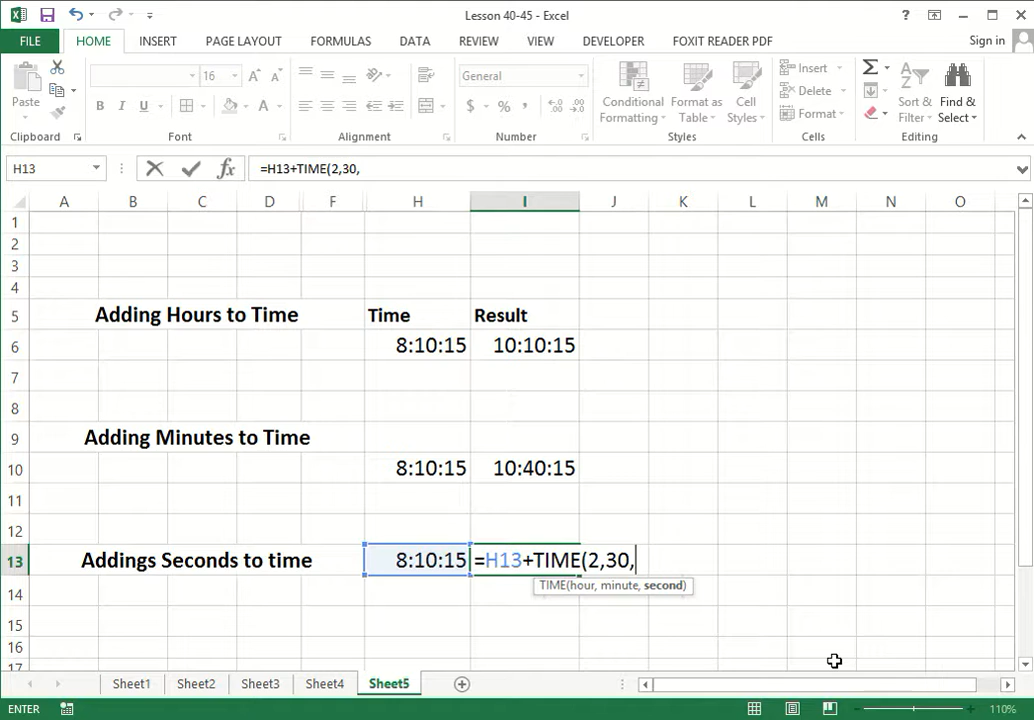 Lesson 40-45 - Excel
FILE HOME INSERT PAGE LAYOUT FORMULAS DATA REVIEW VIEW DEVELOPER FOXIT READER PDF Sign in
16 General Insert
Paste Conditional Format as Cell Delete Sort & Find &
Formatting Table Styles Format Filter Select
Clipboard Font Alignment Number Styles Cells Editing
H13 =H13+TIME(2,30,
A B C D F H I J K L M N O
1
2
3
4
5 Adding Hours to Time Time Result
6 8:10:15 10:10:15
7
8
9 Adding Minutes to Time
10 8:10:15 10:40:15
11
12
13 Addings Seconds to time 8:10:15 =H13+TIME(2,30,
TIME(hour, minute, second)
14
15
16
17
Sheet1 Sheet2 Sheet3 Sheet4 Sheet5
ENTER 110%